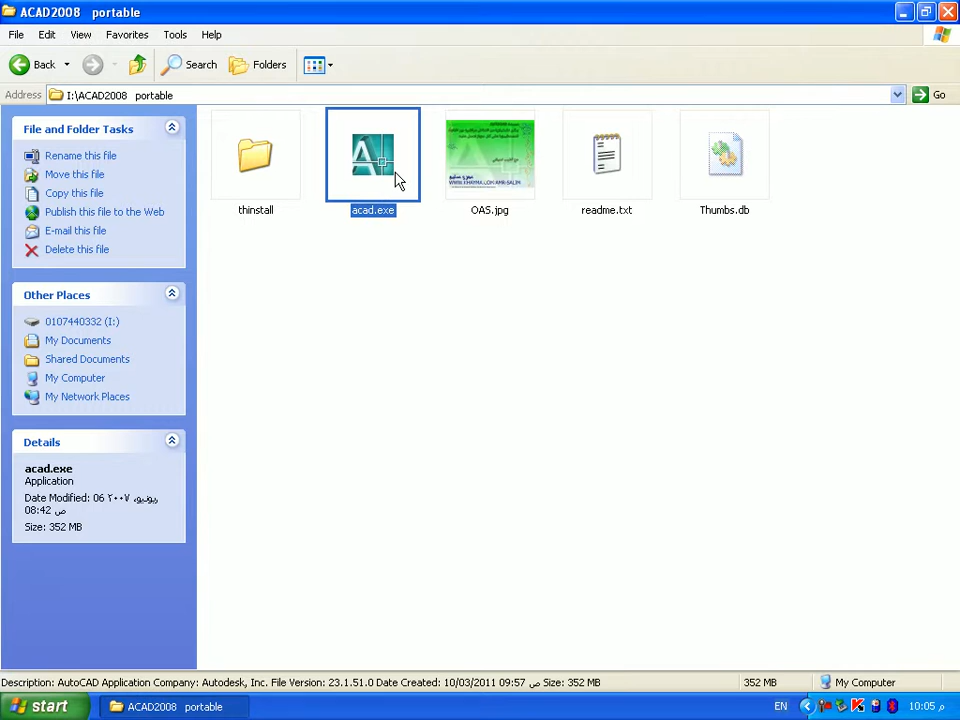 ACAD2008   portable
File Edit View Favorites Tools Help
Back Search Folders
Address I:\ACAD2008   portable Go
File and Folder Tasks
Rename this file
Move this file
Copy this file
Publish this file to the Web
E-mail this file
Delete this file
Other Places
0107440332 (I:)
My Documents
Shared Documents
My Computer
My Network Places
Details
acad.exe
Application
Date Modified: 06 يونيو، ٢٠٠٧
08:42 ص
Size: 352 MB
thinstall acad.exe OAS.jpg readme.txt Thumbs.db
Description: AutoCAD Application Company: Autodesk, Inc. File Version: 23.1.51.0 Date Created: 10/03/2011 09:57 ص Size: 352 MB 352 MB My Computer
start ACAD2008   portable EN 10:05 م